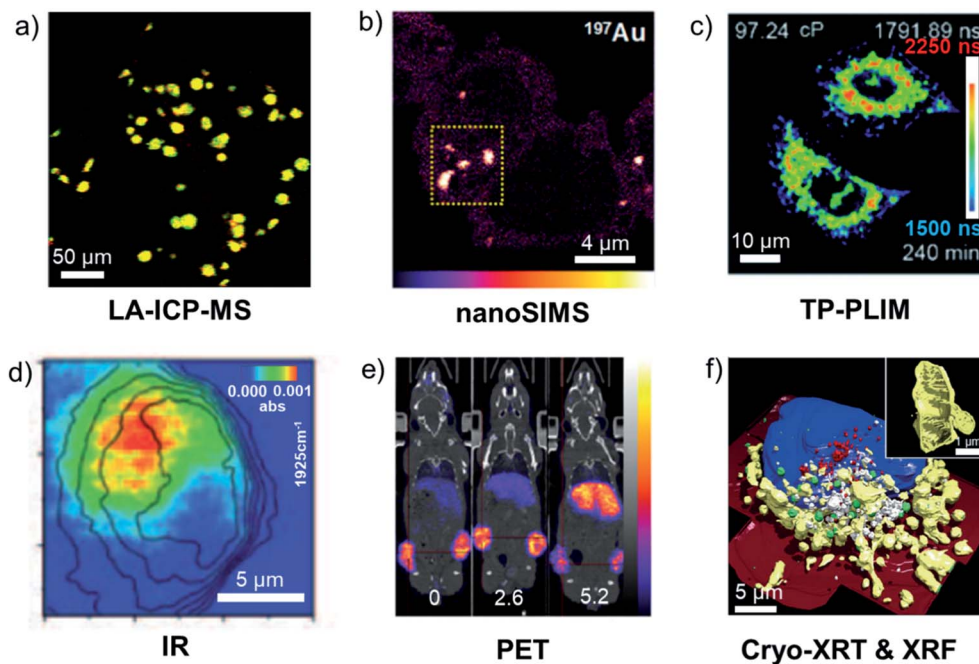 a)
50 µm
LA-ICP-MS
b)
¹⁹⁷Au
4 µm
nanoSIMS
c)
97.24 cP 1791.89 ns
2250 ns
1500 ns
240 min
10 µm
TP-PLIM
d)
0.000 0.001
abs
1925cm⁻¹
5 µm
IR
e)
0 2.6 5.2
PET
f)
1 µm
5 µm
Cryo-XRT & XRF